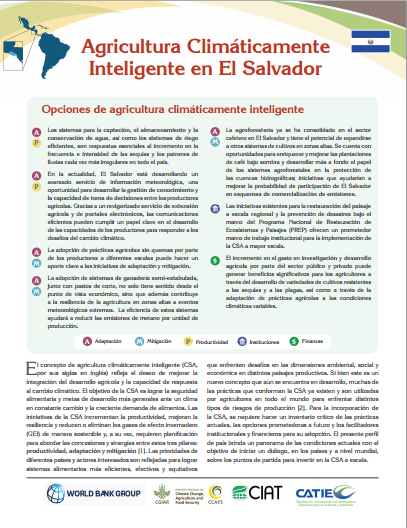 Agricultura Climáticamente
Inteligente en El Salvador
Opciones de agricultura climáticamente inteligente
A
P
Los sistemas para la captación, el almacenamiento y la
conservación de agua, así como los sistemas de riego
eficientes, son respuestas esenciales al incremento en la
frecuencia e intensidad de las sequías y los patrones de
lluvias cada vez más irregulares en todo el país.
A
P
En la actualidad, El Salvador está desarrollando un
avanzado servicio de información meteorológica, una
oportunidad para desarrollar la gestión de conocimiento y
la capacidad de toma de decisiones entre los productores
agrícolas. Gracias a un revigorizado servicio de extensión
agrícola y de portales electrónicos, las comunicaciones
eficientes pueden cumplir un papel clave en el desarrollo
de las capacidades de los productores para responder a los
desafíos del cambio climático.
A
M
La adopción de prácticas agrícolas sin quemas por parte
de los productores a diferentes escalas puede hacer un
aporte clave a las iniciativas de adaptación y mitigación.
A
M
La adopción de sistemas de ganadería semi-estabulada,
junto con pastos de corte, no solo tiene sentido desde el
punto de vista económico, sino que además contribuye
a la resiliencia de la agricultura en zonas altas a eventos
meteorológicos extremos. La eficiencia de estos sistemas
ayudará a reducir las emisiones de metano por unidad de
producción.
A
M
La agroforestería ya se ha consolidado en el sector
cafetero en El Salvador y tiene el potencial de expandirse
a otros sistemas de cultivos en zonas altas. Se cuenta con
oportunidades para enriquecer y mejorar las plantaciones
de café bajo sombra y desarrollar más a fondo el papel
de los sistemas agroforestales en la protección de
las cuencas hidrográficas; iniciativas que ayudarían a
mejorar la probabilidad de participación de El Salvador
en esquemas de comercialización de emisiones.
Las iniciativas existentes para la restauración del paisaje
a escala regional y la prevención de desastres bajo el
marco del Programa Nacional de Restauración de
Ecosistemas y Paisajes (PREP) ofrecen un prometedor
marco de trabajo institucional para la implementación de
la CSA a mayor escala.
$
El incremento en el gasto en investigación y desarrollo
agrícola por parte del sector público y privado puede
generar beneficios significativos para los agricultores a
través del desarrollo de variedades de cultivos resistentes
a las sequías y a las plagas, así como a través de la
adaptación de prácticas agrícolas a las condiciones
climáticas variables.
A Adaptación M Mitigación P Productividad Instituciones $ Finanzas
El concepto de agricultura climáticamente inteligente (CSA,
por sus siglas en inglés) refleja el deseo de mejorar la
integración del desarrollo agrícola y la capacidad de respuesta
al cambio climático. El objetivo de la CSA es lograr la seguridad
alimentaria y metas de desarrollo más generales ante un clima
en constante cambio y la creciente demanda de alimentos. Las
iniciativas de la CSA incrementan la productividad, mejoran la
resiliencia y reducen o eliminan los gases de efecto invernadero
(GEI) de manera sostenible y, a su vez, requieren planificación
para abordar las concesiones y sinergias entre estos tres pilares:
productividad, adaptación y mitigación [1]. Las prioridades de
diferentes países y actores interesados son reflejadas para lograr
sistemas alimentarios más eficientes, efectivos y equitativos
que enfrenten desafíos en las dimensiones ambiental, social y
económica en distintos paisajes productivos. Si bien este es un
nuevo concepto que aún se encuentra en desarrollo, muchas de
las prácticas que conforman la CSA ya existen y son utilizadas
por agricultores en todo el mundo para enfrentar distintos
tipos de riesgos de producción [2]. Para la incorporación de
la CSA, se requiere hacer un inventario crítico de las prácticas
actuales, las opciones prometedoras a futuro y los facilitadores
institucionales y financieros para su adopción. El presente perfil
de país brinda un panorama de las condiciones actuales con el
objetivo de iniciar un diálogo, en los países y a nivel mundial,
sobre los puntos de partida para invertir en la CSA a escala.
WORLD BANK GROUP
CGIAR
Climate Change,
Agriculture and
Food Security
CCAFS
CIAT
CATIE